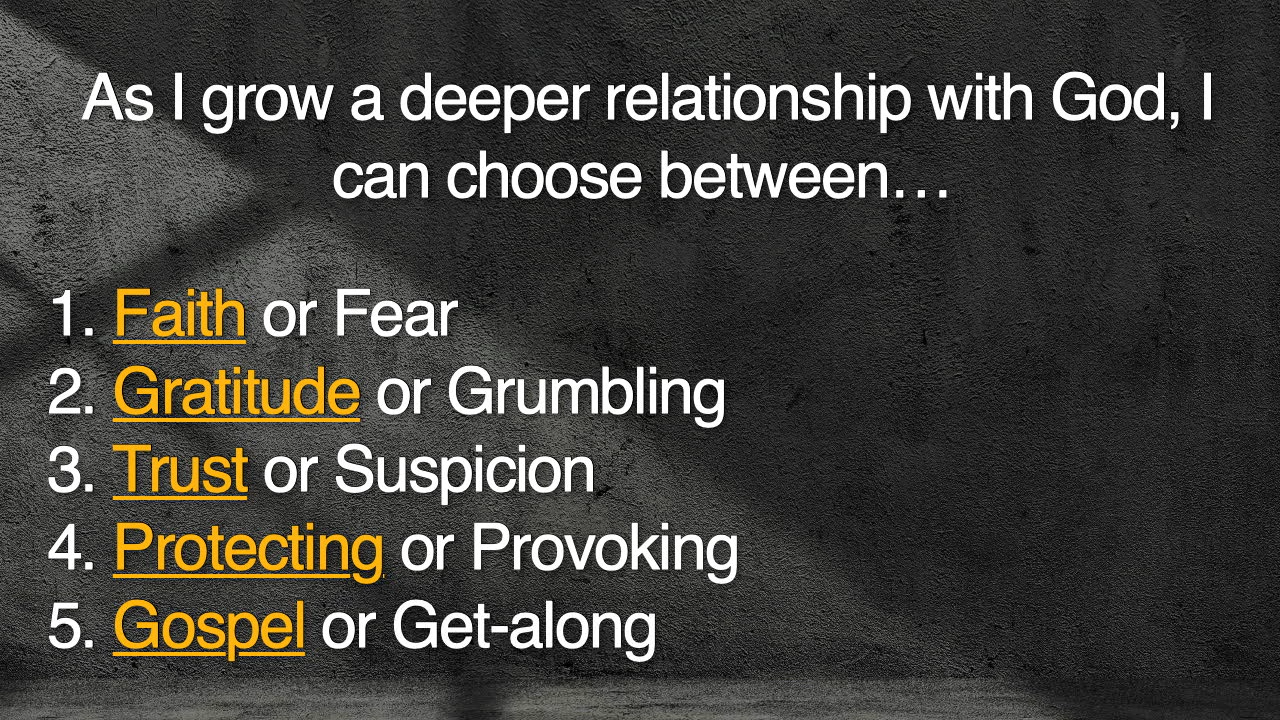 As I grow a deeper relationship with God, I
can choose between…
1. Faith or Fear
2. Gratitude or Grumbling
3. Trust or Suspicion
4. Protecting or Provoking
5. Gospel or Get-along